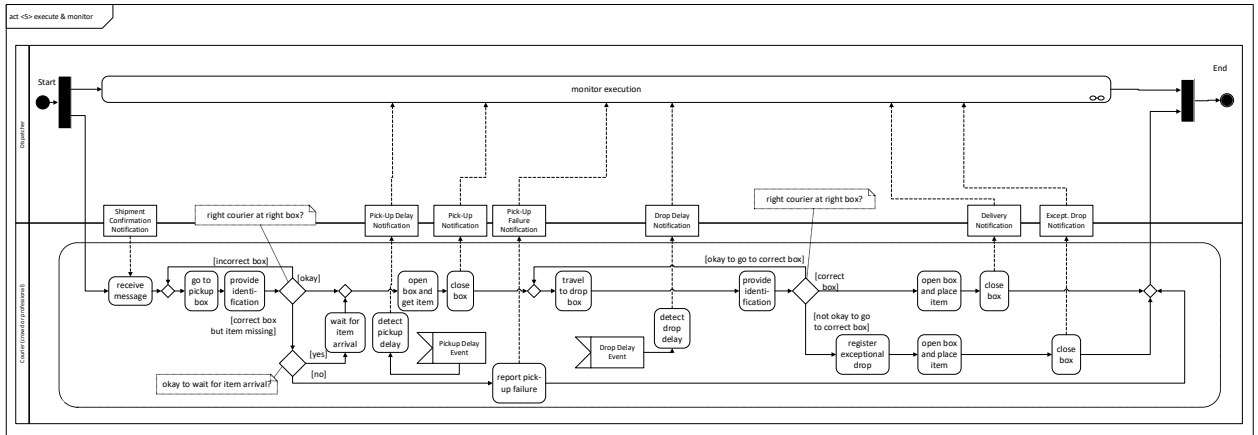 act <5> execute & monitor
Start
End
monitor execution
Dispatcher
Shipment
Confirmation
Notification
right courier at right box?
Pick-Up Delay
Notification
Pick-Up
Notification
Pick-Up
Failure
Notification
Drop Delay
Notification
right courier at right box?
Delivery
Notification
Except. Drop
Notification
Courier (crowd or professional)
[incorrect box]
[okay]
[okay to go to correct box]
[correct
box]
receive
message
go to
pickup
box
provide
identi-
fication
open
box and
get item
close
box
travel
to drop
box
provide
identi-
fication
open box
and place
item
close
box
[correct box
but item missing]
wait for
item
arrival
detect
pickup
delay
Pickup Delay
Event
Drop Delay
Event
detect
drop
delay
[not okay to go
to correct box]
register
exceptional
drop
open box
and place
item
close
box
[yes]
[no]
okay to wait for item arrival?
report pick-
up failure